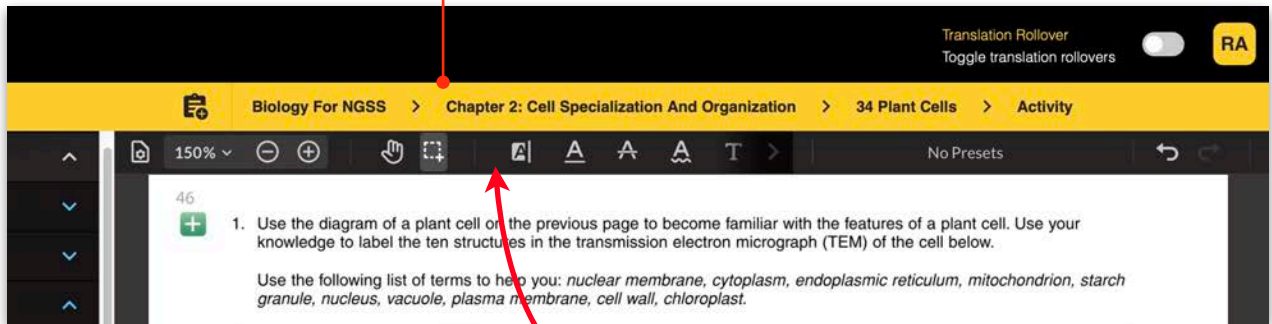 Translation Rollover
Toggle translation rollovers
RA
Biology For NGSS > Chapter 2: Cell Specialization And Organization > 34 Plant Cells > Activity
150% No Presets
46
1. Use the diagram of a plant cell on the previous page to become familiar with the features of a plant cell. Use your
knowledge to label the ten structures in the transmission electron micrograph (TEM) of the cell below.
Use the following list of terms to help you: nuclear membrane, cytoplasm, endoplasmic reticulum, mitochondrion, starch
granule, nucleus, vacuole, plasma membrane, cell wall, chloroplast.